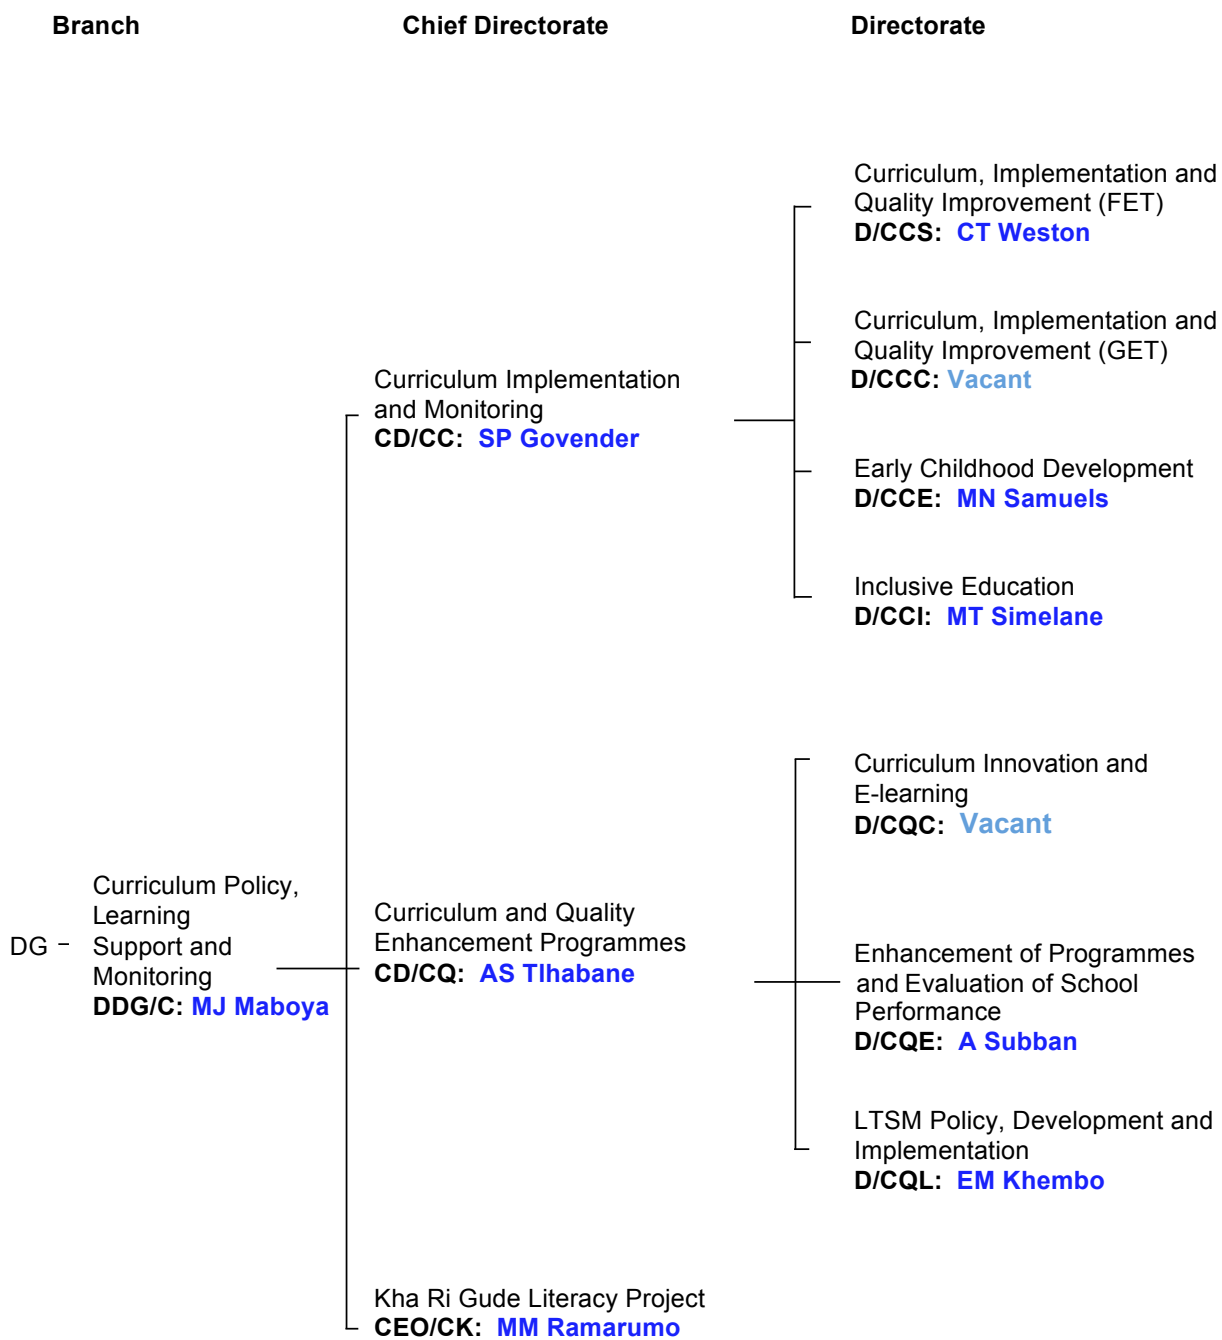 Branch
Chief Directorate
Directorate
DG
Curriculum Policy,
Learning
Support and
Monitoring
DDG/C: MJ Maboya
Curriculum Implementation
and Monitoring
CD/CC: SP Govender
Curriculum, Implementation and
Quality Improvement (FET)
D/CCS: CT Weston
Curriculum, Implementation and
Quality Improvement (GET)
D/CCC: Vacant
Early Childhood Development
D/CCE: MN Samuels
Inclusive Education
D/CCI: MT Simelane
Curriculum and Quality
Enhancement Programmes
CD/CQ: AS Tlhabane
Curriculum Innovation and
E-learning
D/CQC: Vacant
Enhancement of Programmes
and Evaluation of School
Performance
D/CQE: A Subban
LTSM Policy, Development and
Implementation
D/CQL: EM Khembo
Kha Ri Gude Literacy Project
CEO/CK: MM Ramarumo